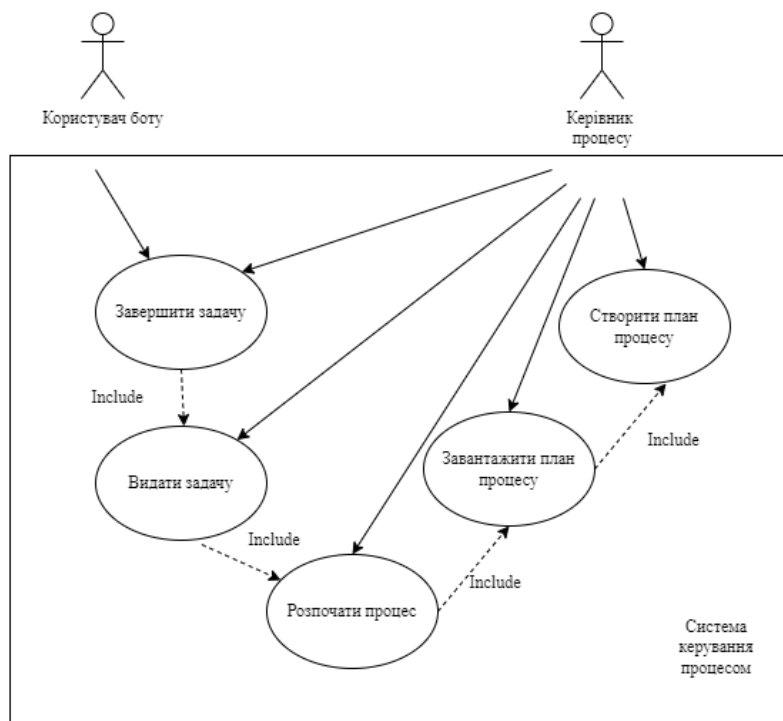 Користувач боту
Керівник
процесу
Завершити задачу
Створити план
процесу
Include
Include
Видати задачу
Завантажити план
процесу
Include
Include
Розпочати процес
Система
керування
процесом